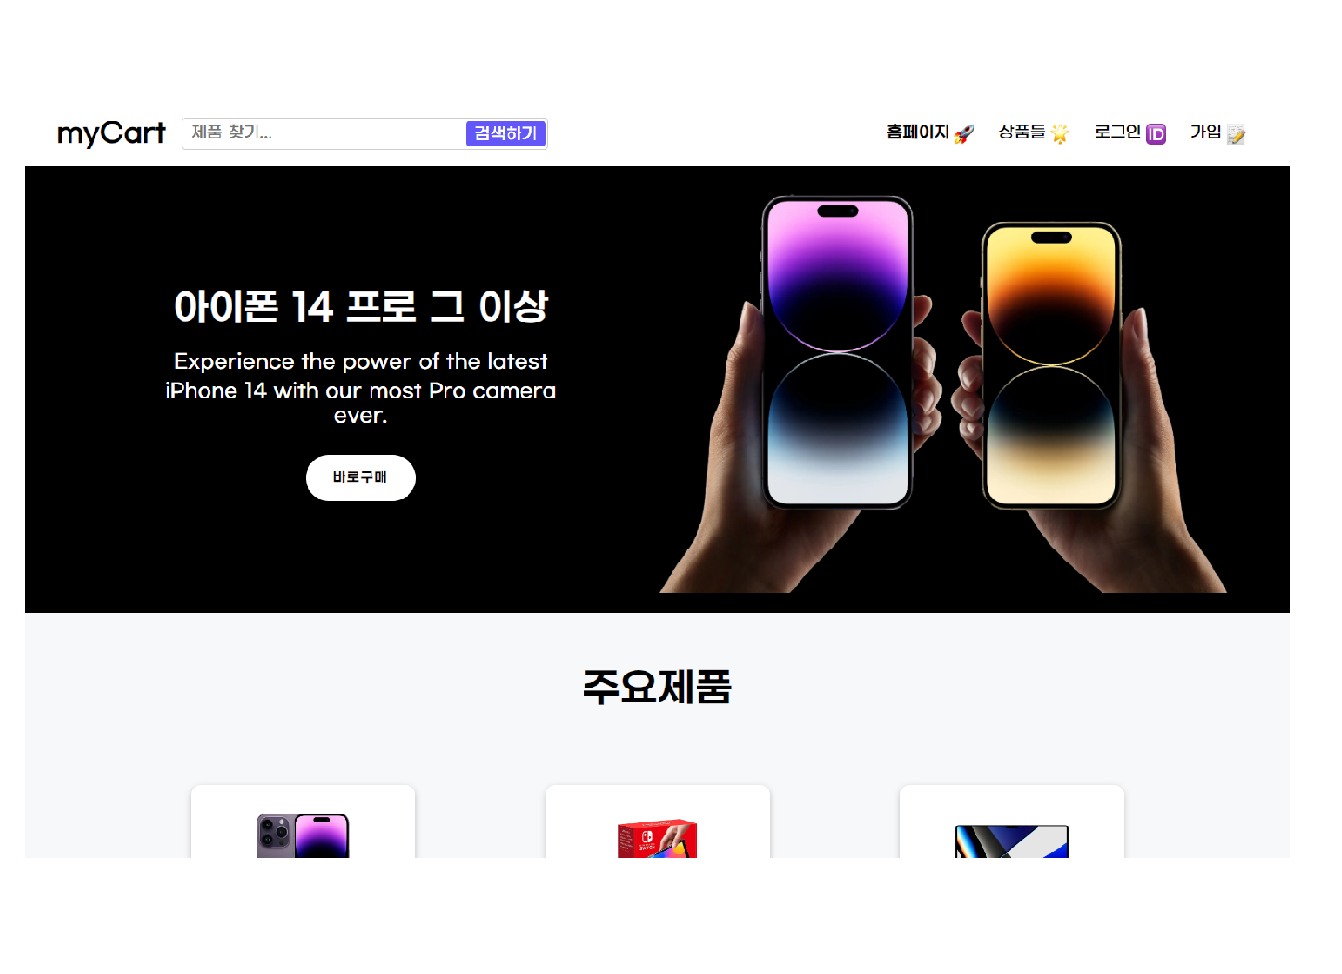 myCart
제품 찾기...
검색하기
홈페이지 🚀
상품들 🌟
로그인 🆔
가입 📝
아이폰 14 프로 그 이상
Experience the power of the latest
iPhone 14 with our most Pro camera
ever.
바로구매
주요제품